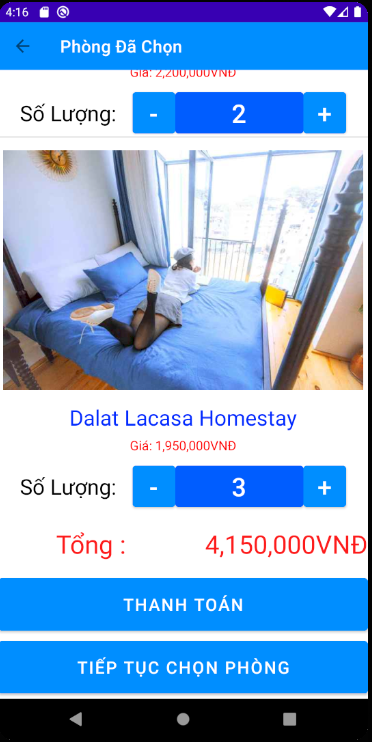 4:16
Phòng Đã Chọn
Giá: 2,200,000VNĐ
Số Lượng: - 2 +
Dalat Lacasa Homestay
Giá: 1,950,000VNĐ
Số Lượng: - 3 +
Tổng : 4,150,000VNĐ
THANH TOÁN
TIẾP TỤC CHỌN PHÒNG